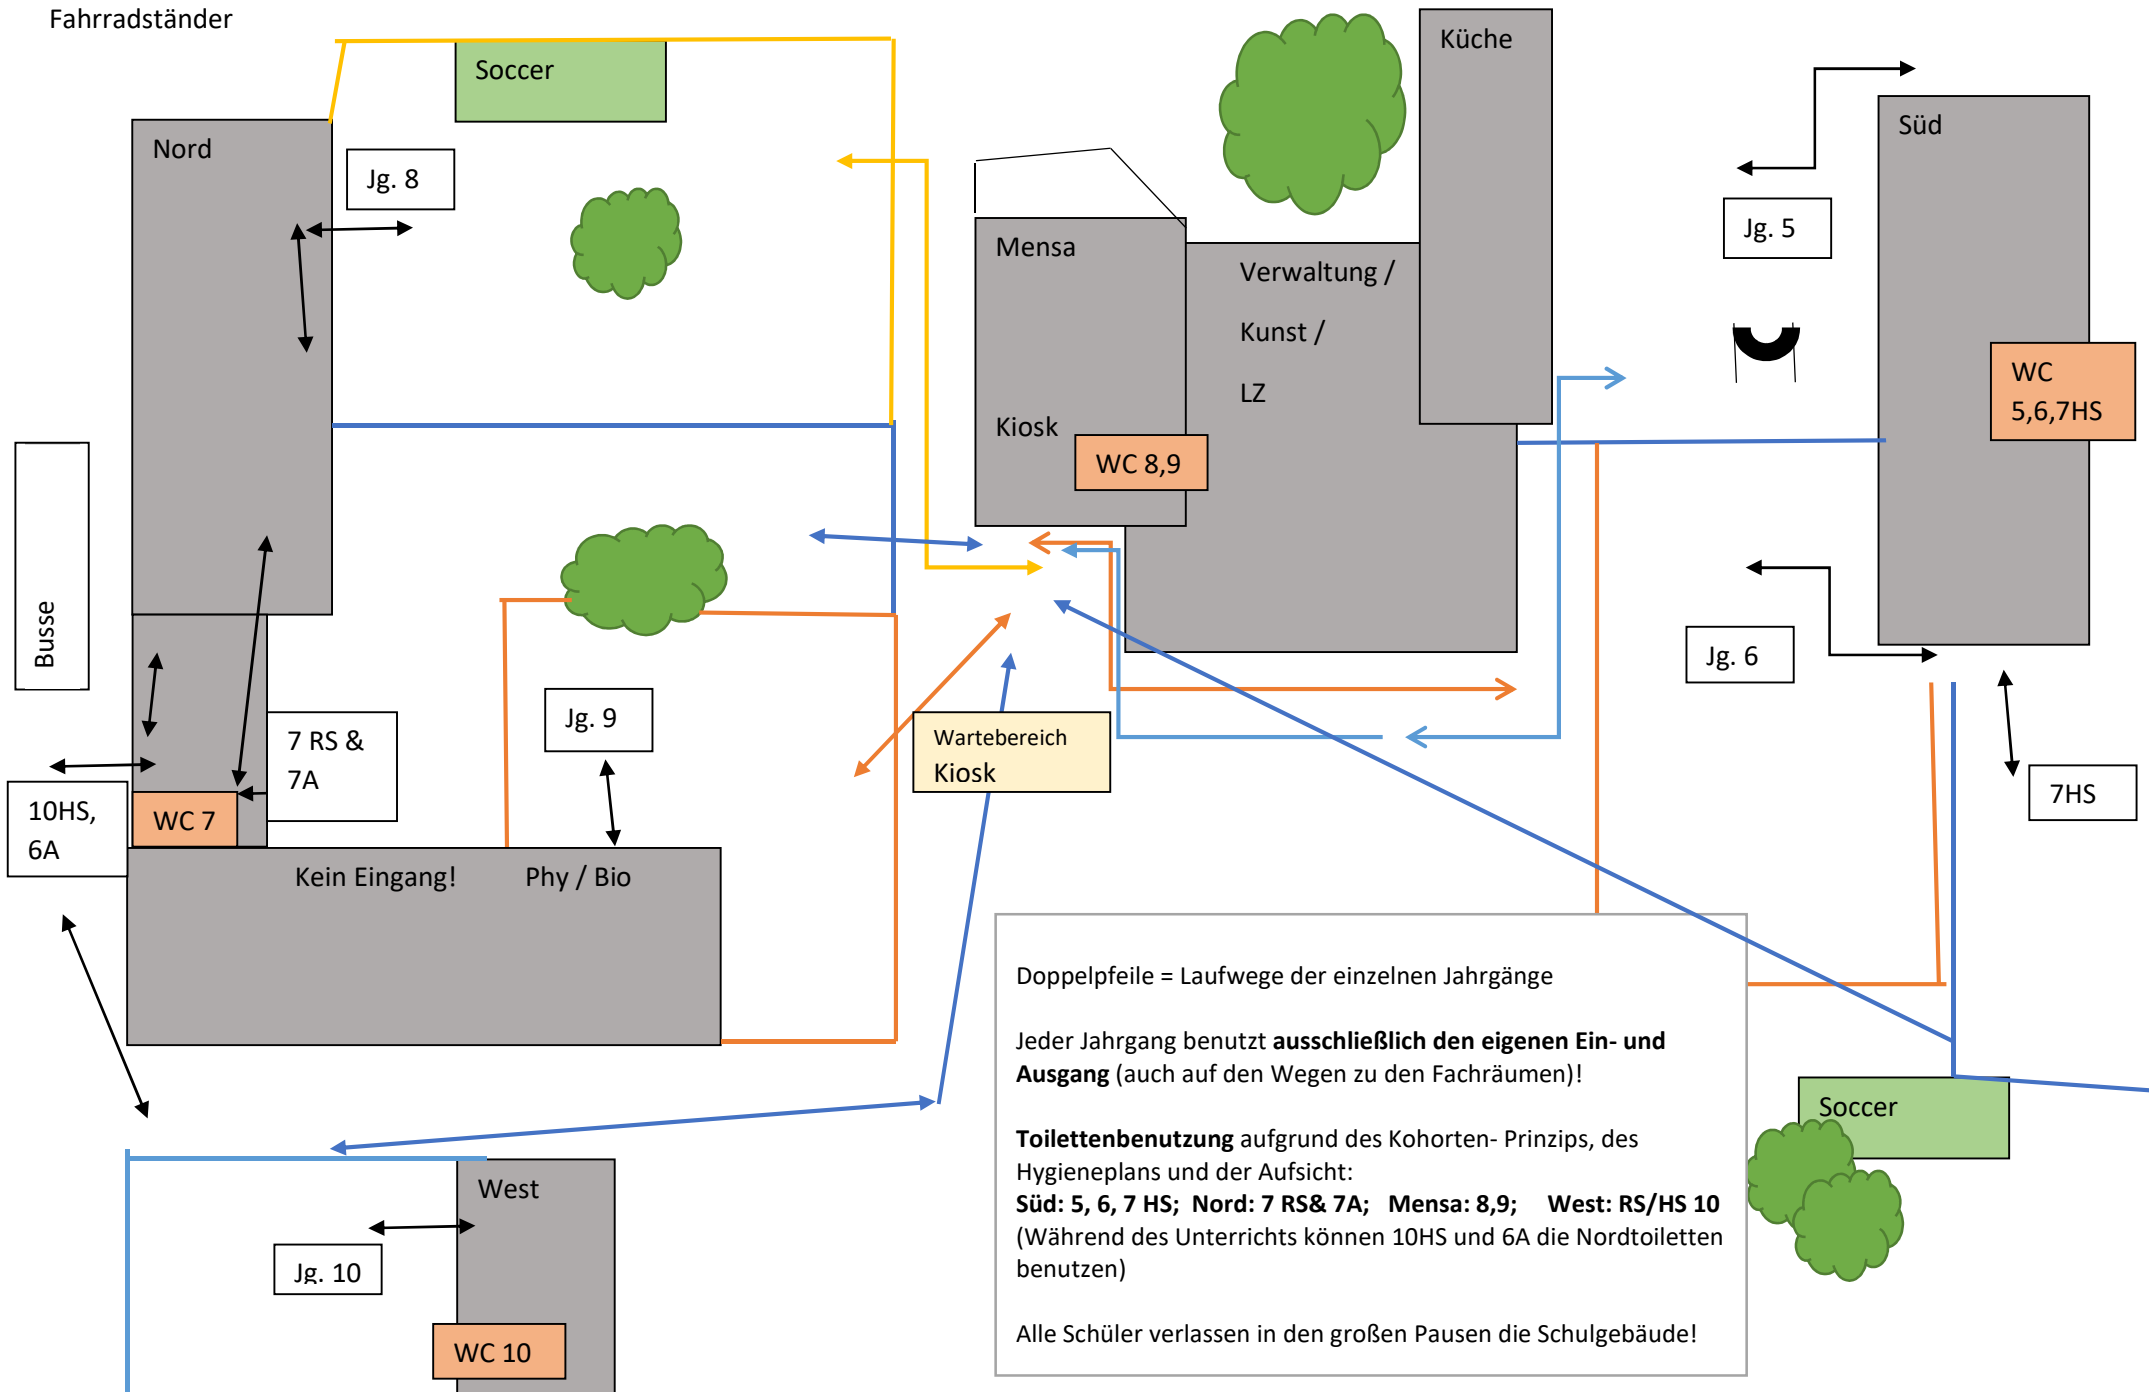 Fahrradständer
Soccer
Küche
Nord
Süd
Jg. 8
Jg. 5
Mensa
Verwaltung /
Kunst /
LZ
WC
5,6,7HS
Kiosk
WC 8,9
Busse
Jg. 6
Jg. 9
7 RS &
7A
Wartebereich
Kiosk
10HS,
6A
WC 7
7HS
Kein Eingang!
Phy / Bio
Doppelpfeile = Laufwege der einzelnen Jahrgänge
Jeder Jahrgang benutzt ausschließlich den eigenen Ein- und
Ausgang (auch auf den Wegen zu den Fachräumen)!
Toilettenbenutzung aufgrund des Kohorten- Prinzips, des
Hygieneplans und der Aufsicht:
Süd: 5, 6, 7 HS; Nord: 7 RS& 7A; Mensa: 8,9; West: RS/HS 10
(Während des Unterrichts können 10HS und 6A die Nordtoiletten
benutzen)
Alle Schüler verlassen in den großen Pausen die Schulgebäude!
Soccer
West
Jg. 10
WC 10